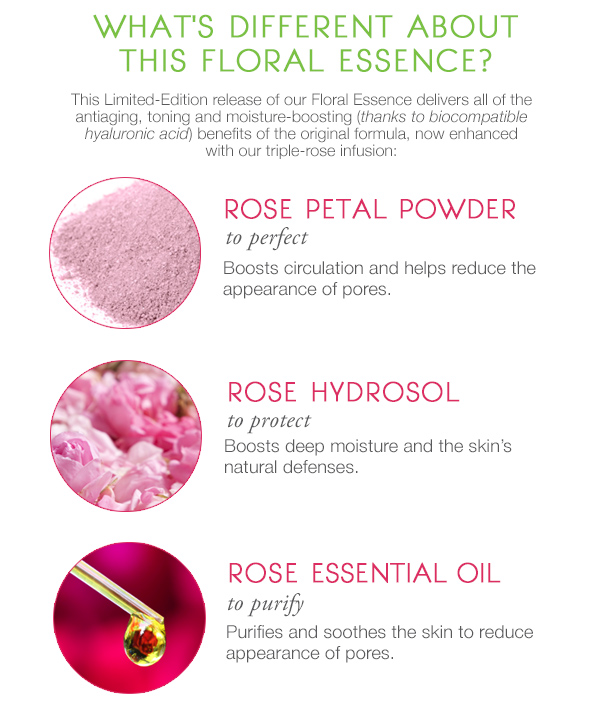 WHAT'S DIFFERENT ABOUT
THIS FLORAL ESSENCE?
This Limited-Edition release of our Floral Essence delivers all of the
antiaging, toning and moisture-boosting (thanks to biocompatible
hyaluronic acid) benefits of the original formula, now enhanced
with our triple-rose infusion:
ROSE PETAL POWDER
to perfect
Boosts circulation and helps reduce the
appearance of pores.
ROSE HYDROSOL
to protect
Boosts deep moisture and the skin's
natural defenses.
ROSE ESSENTIAL OIL
to purify
Purifies and soothes the skin to reduce
appearance of pores.